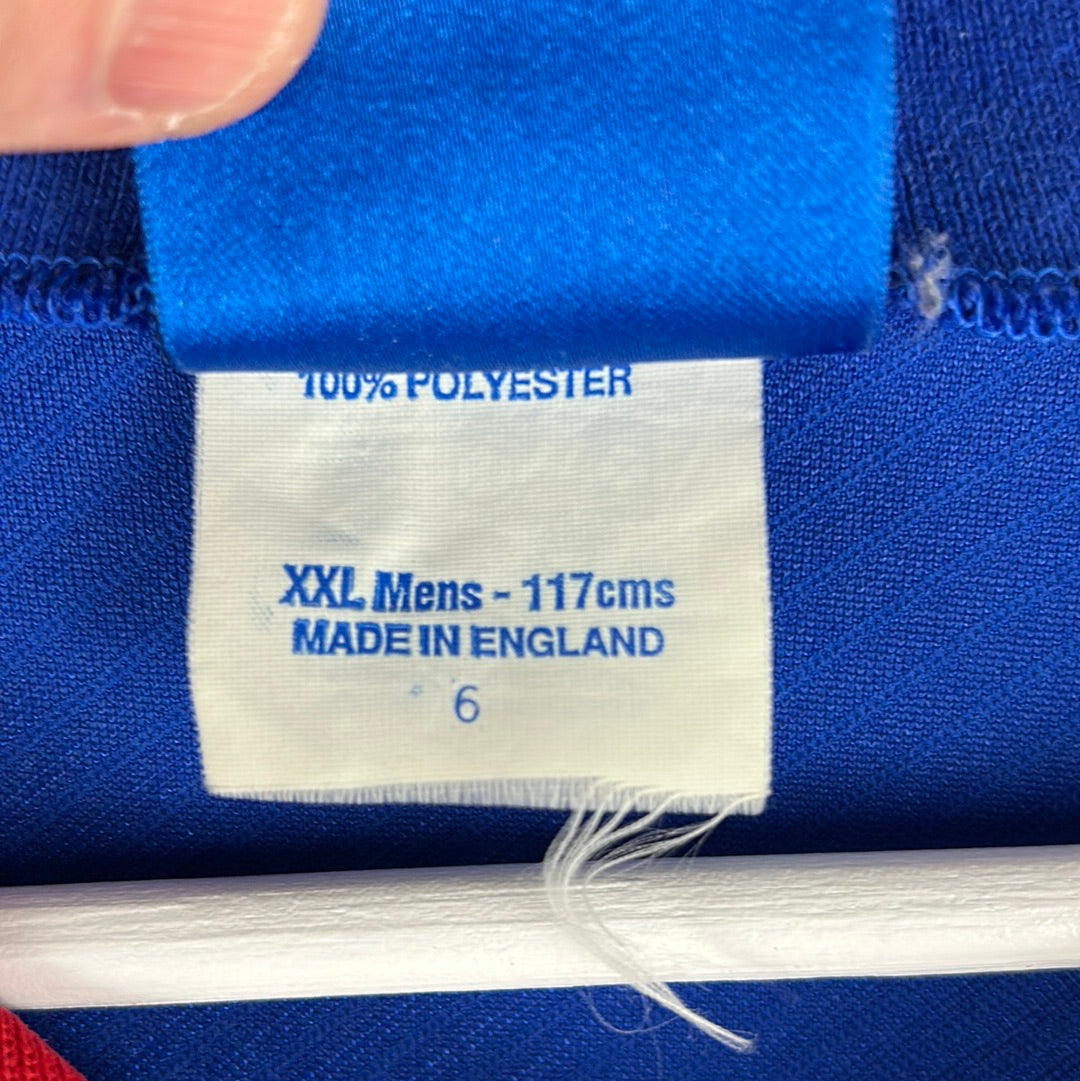 100% POLYESTER
XXL Mens - 117cms
MADE IN ENGLAND
6